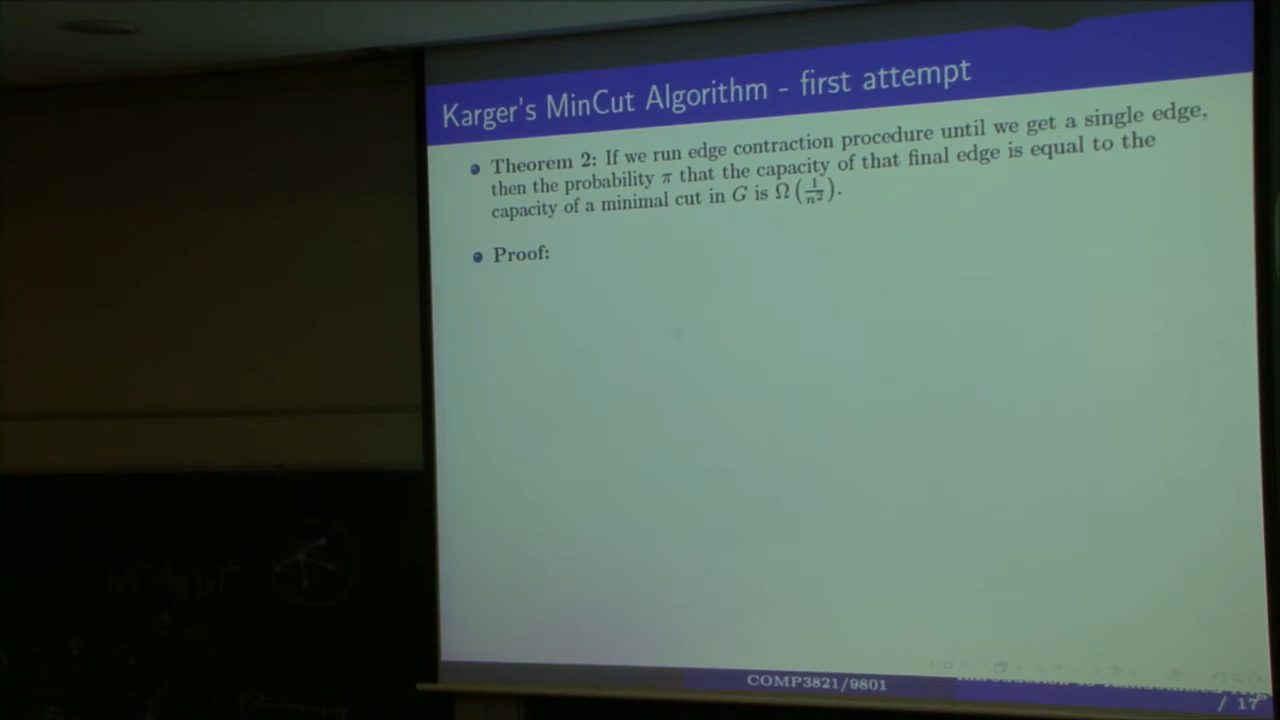 Karger's MinCut Algorithm - first attempt
Theorem 2: If we run edge contraction procedure until we get a single edge,
then the probability π that the capacity of that final edge is equal to the
capacity of a minimal cut in G is Ω(1/n²).
Proof:
COMP3821/9801
/ 17